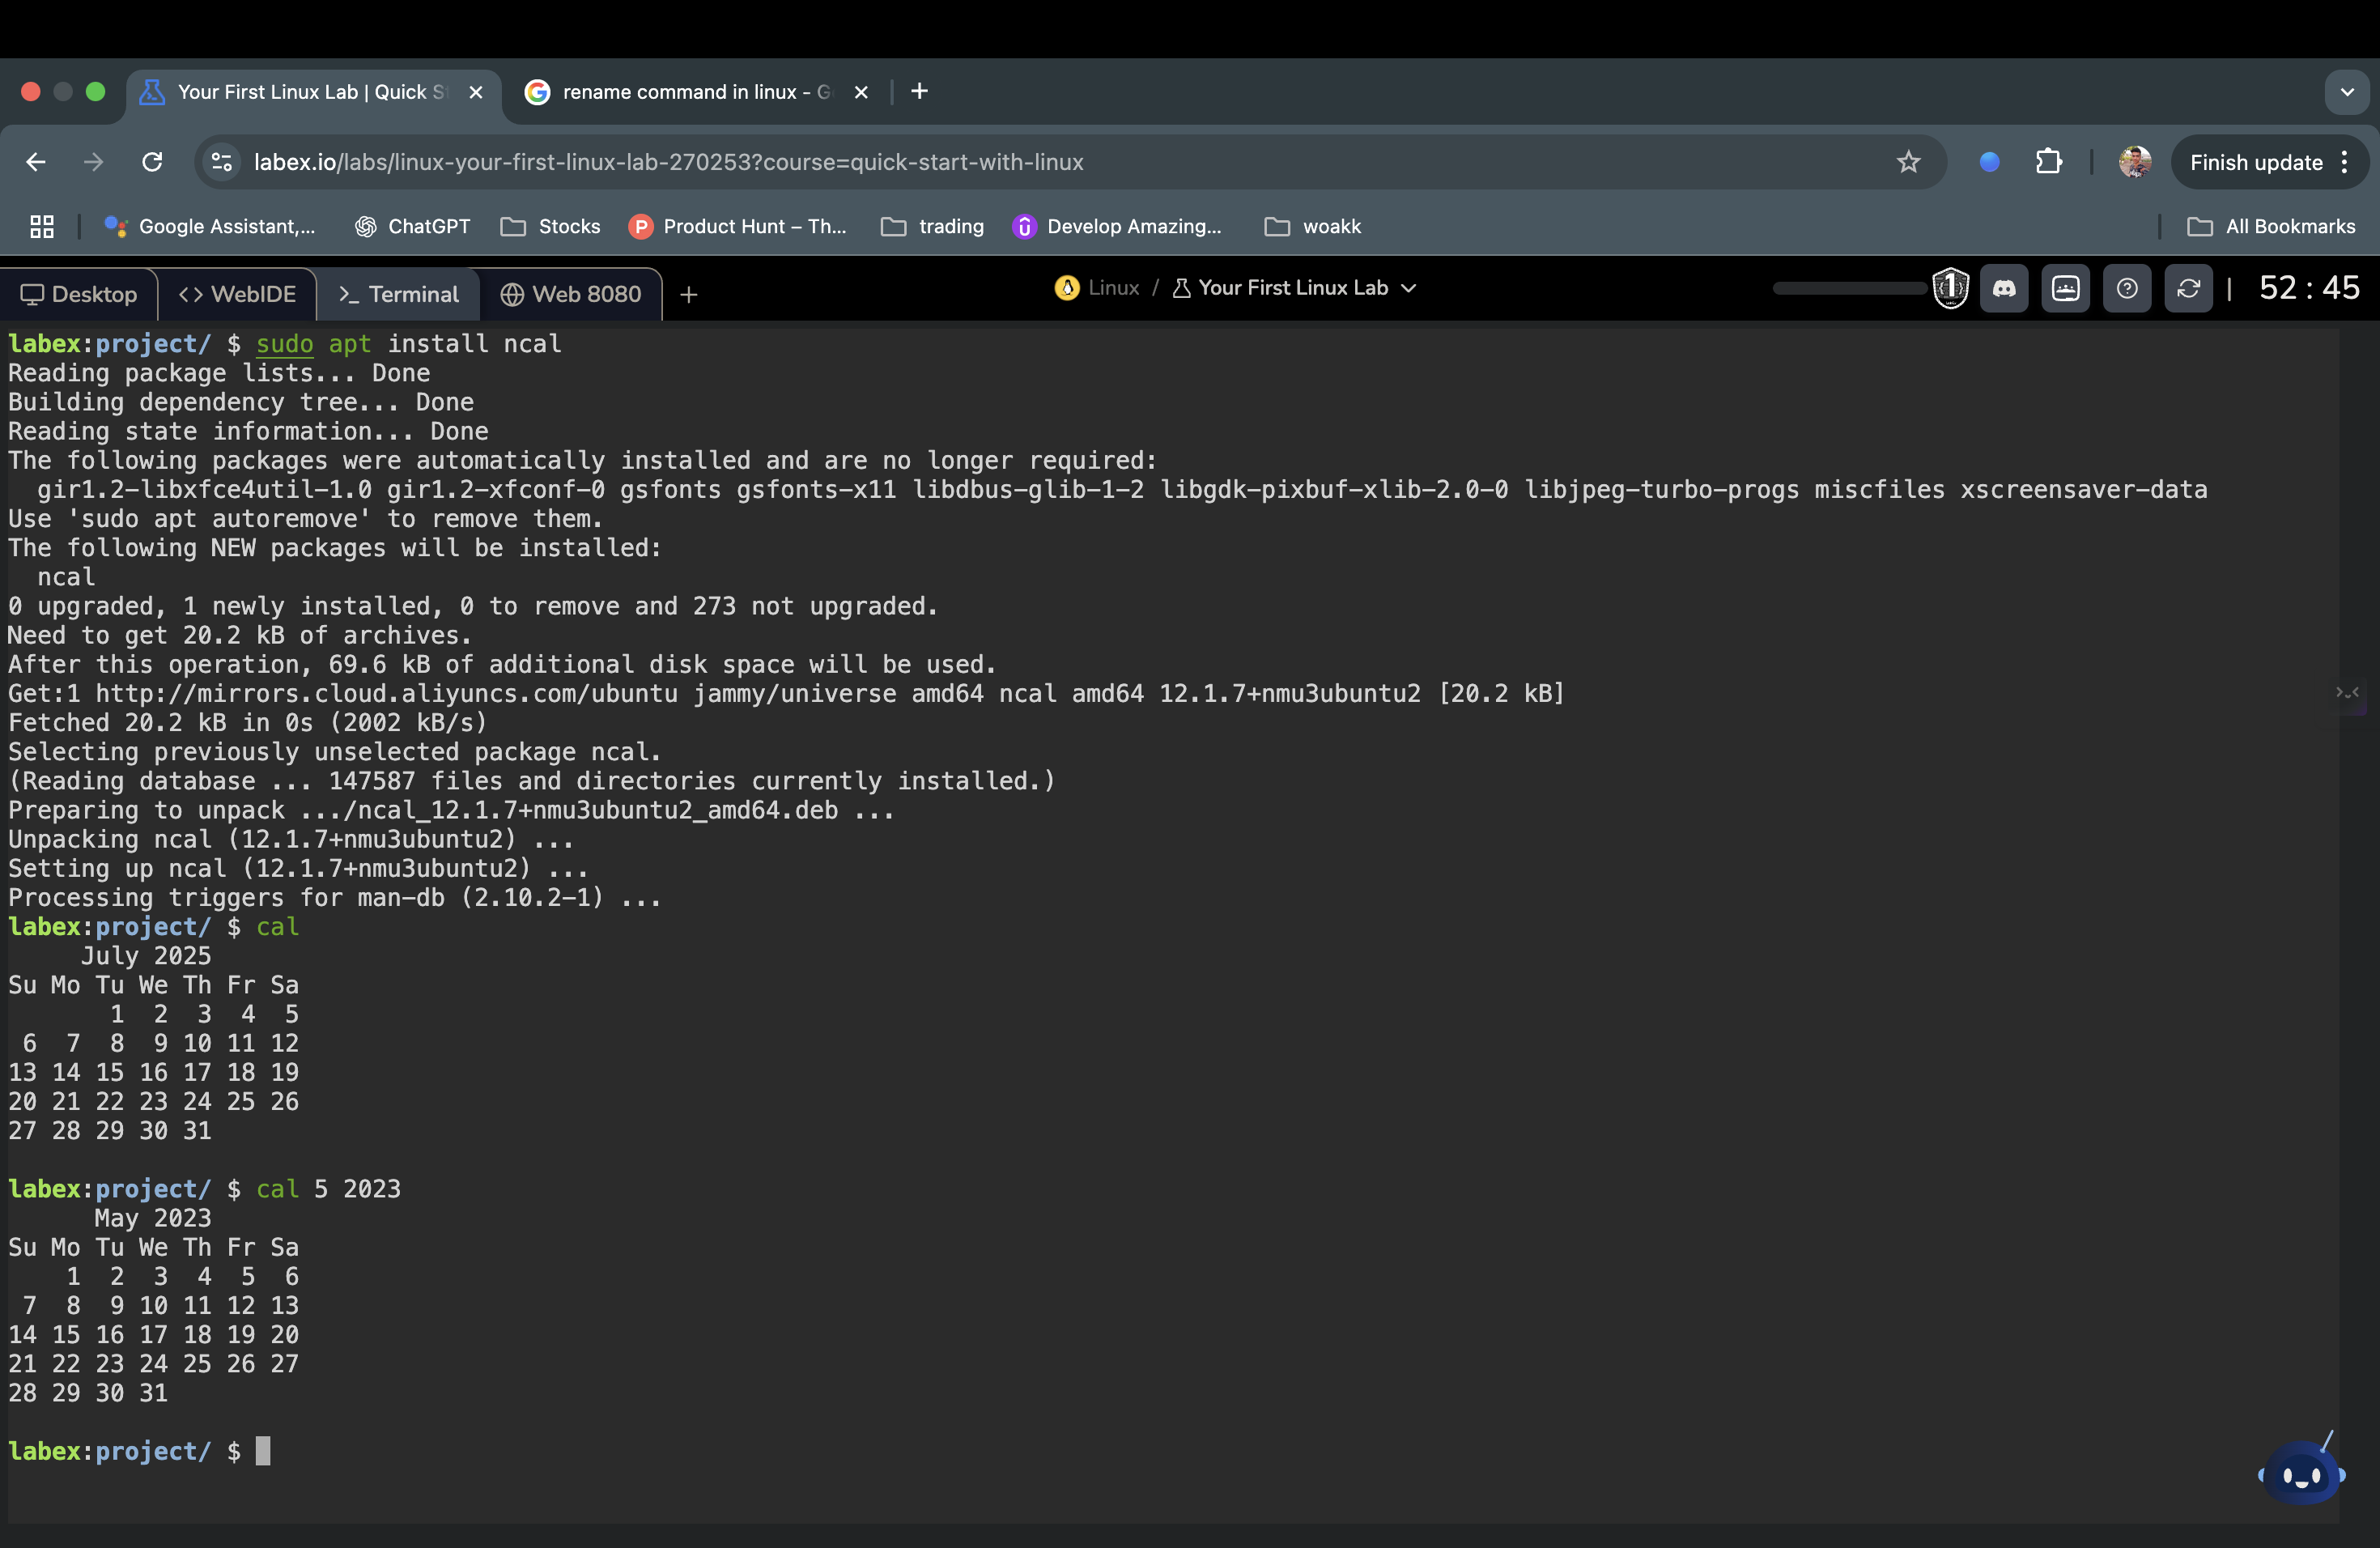 Your First Linux Lab | Quick S
rename command in linux - G
labex.io/labs/linux-your-first-linux-lab-270253?course=quick-start-with-linux
Finish update
Google Assistant,... ChatGPT Stocks Product Hunt – Th... trading Develop Amazing... woakk All Bookmarks
Desktop WebIDE Terminal Web 8080 + Linux / Your First Linux Lab 1 | 52 : 45
labex:project/ $ sudo apt install ncal
Reading package lists... Done
Building dependency tree... Done
Reading state information... Done
The following packages were automatically installed and are no longer required:
  gir1.2-libxfce4util-1.0 gir1.2-xfconf-0 gsfonts gsfonts-x11 libdbus-glib-1-2 libgdk-pixbuf-xlib-2.0-0 libjpeg-turbo-progs miscfiles xscreensaver-data
Use 'sudo apt autoremove' to remove them.
The following NEW packages will be installed:
  ncal
0 upgraded, 1 newly installed, 0 to remove and 273 not upgraded.
Need to get 20.2 kB of archives.
After this operation, 69.6 kB of additional disk space will be used.
Get:1 http://mirrors.cloud.aliyuncs.com/ubuntu jammy/universe amd64 ncal amd64 12.1.7+nmu3ubuntu2 [20.2 kB]
Fetched 20.2 kB in 0s (2002 kB/s)
Selecting previously unselected package ncal.
(Reading database ... 147587 files and directories currently installed.)
Preparing to unpack .../ncal_12.1.7+nmu3ubuntu2_amd64.deb ...
Unpacking ncal (12.1.7+nmu3ubuntu2) ...
Setting up ncal (12.1.7+nmu3ubuntu2) ...
Processing triggers for man-db (2.10.2-1) ...
labex:project/ $ cal
     July 2025
Su Mo Tu We Th Fr Sa
       1  2  3  4  5
 6  7  8  9 10 11 12
13 14 15 16 17 18 19
20 21 22 23 24 25 26
27 28 29 30 31
labex:project/ $ cal 5 2023
      May 2023
Su Mo Tu We Th Fr Sa
    1  2  3  4  5  6
 7  8  9 10 11 12 13
14 15 16 17 18 19 20
21 22 23 24 25 26 27
28 29 30 31
labex:project/ $